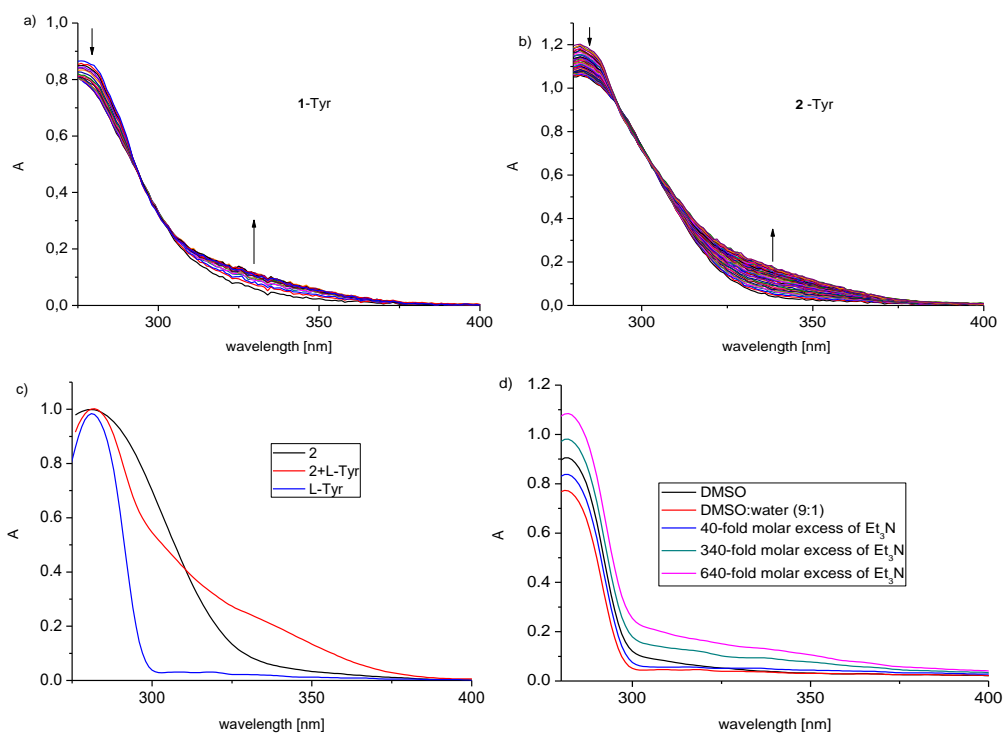 a)
1,0
0,8
0,6
0,4
0,2
0,0
A
1-Tyr
300
350
400
wavelength [nm]
b)
1,2
1,0
0,8
0,6
0,4
0,2
0,0
A
2 -Tyr
300
350
400
wavelength [nm]
c)
1.0
0.8
0.6
0.4
0.2
0.0
A
2
2+L-Tyr
L-Tyr
300
350
400
wavelength [nm]
d)
1.2
1.0
0.8
0.6
0.4
0.2
0.0
A
DMSO
DMSO:water (9:1)
40-fold molar excess of Et3N
340-fold molar excess of Et3N
640-fold molar excess of Et3N
300
350
400
wavelength [nm]